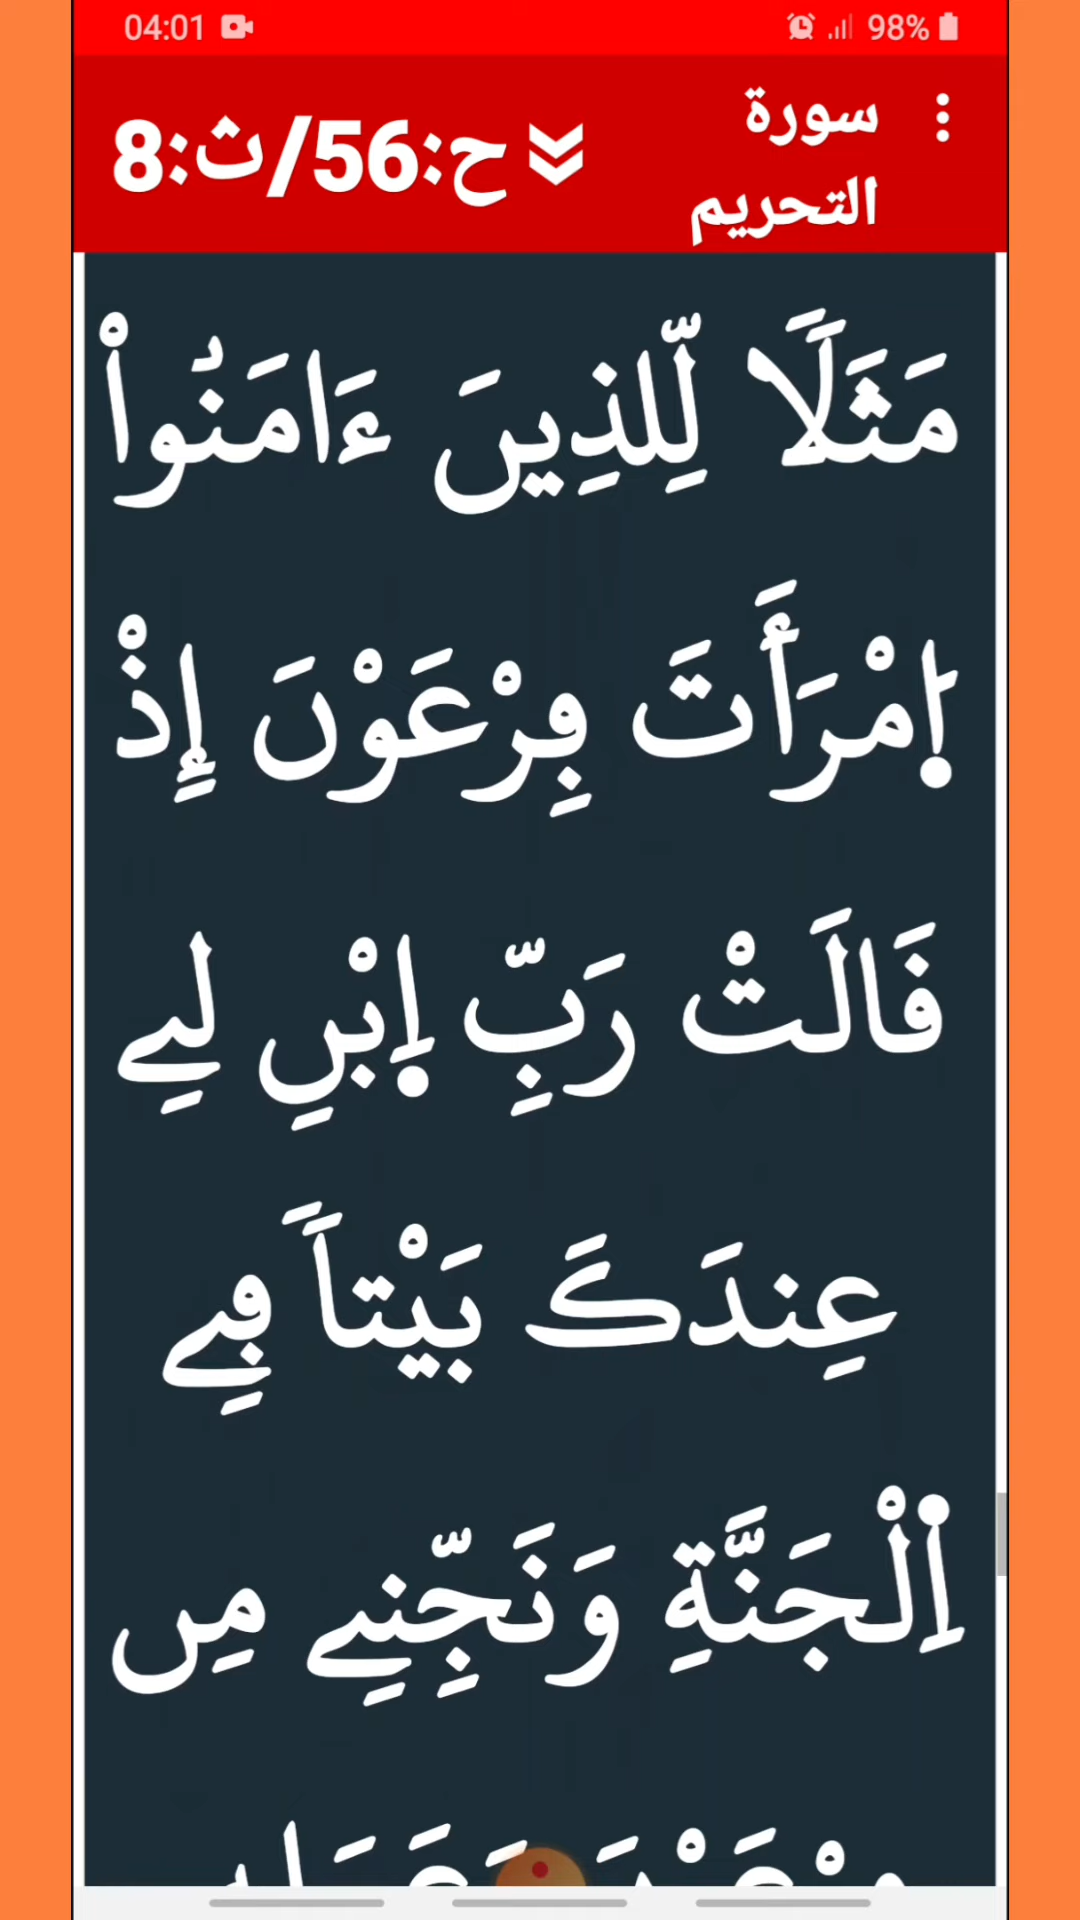 04:01
98%
سورة
التحريم
ح:56/ث:8
مَثَلًا لِّلذِينَ ءَامَنُواْ
اِ۪مْرَأَتَ فِرْعَوْنَ إِذْ
قَالَتْ رَبِّ اِ۪بْنِ لِے
عِندَكَ بَيْتاً فِے
اِ۬لْجَنَّةِ وَنَجِّنِے مِن